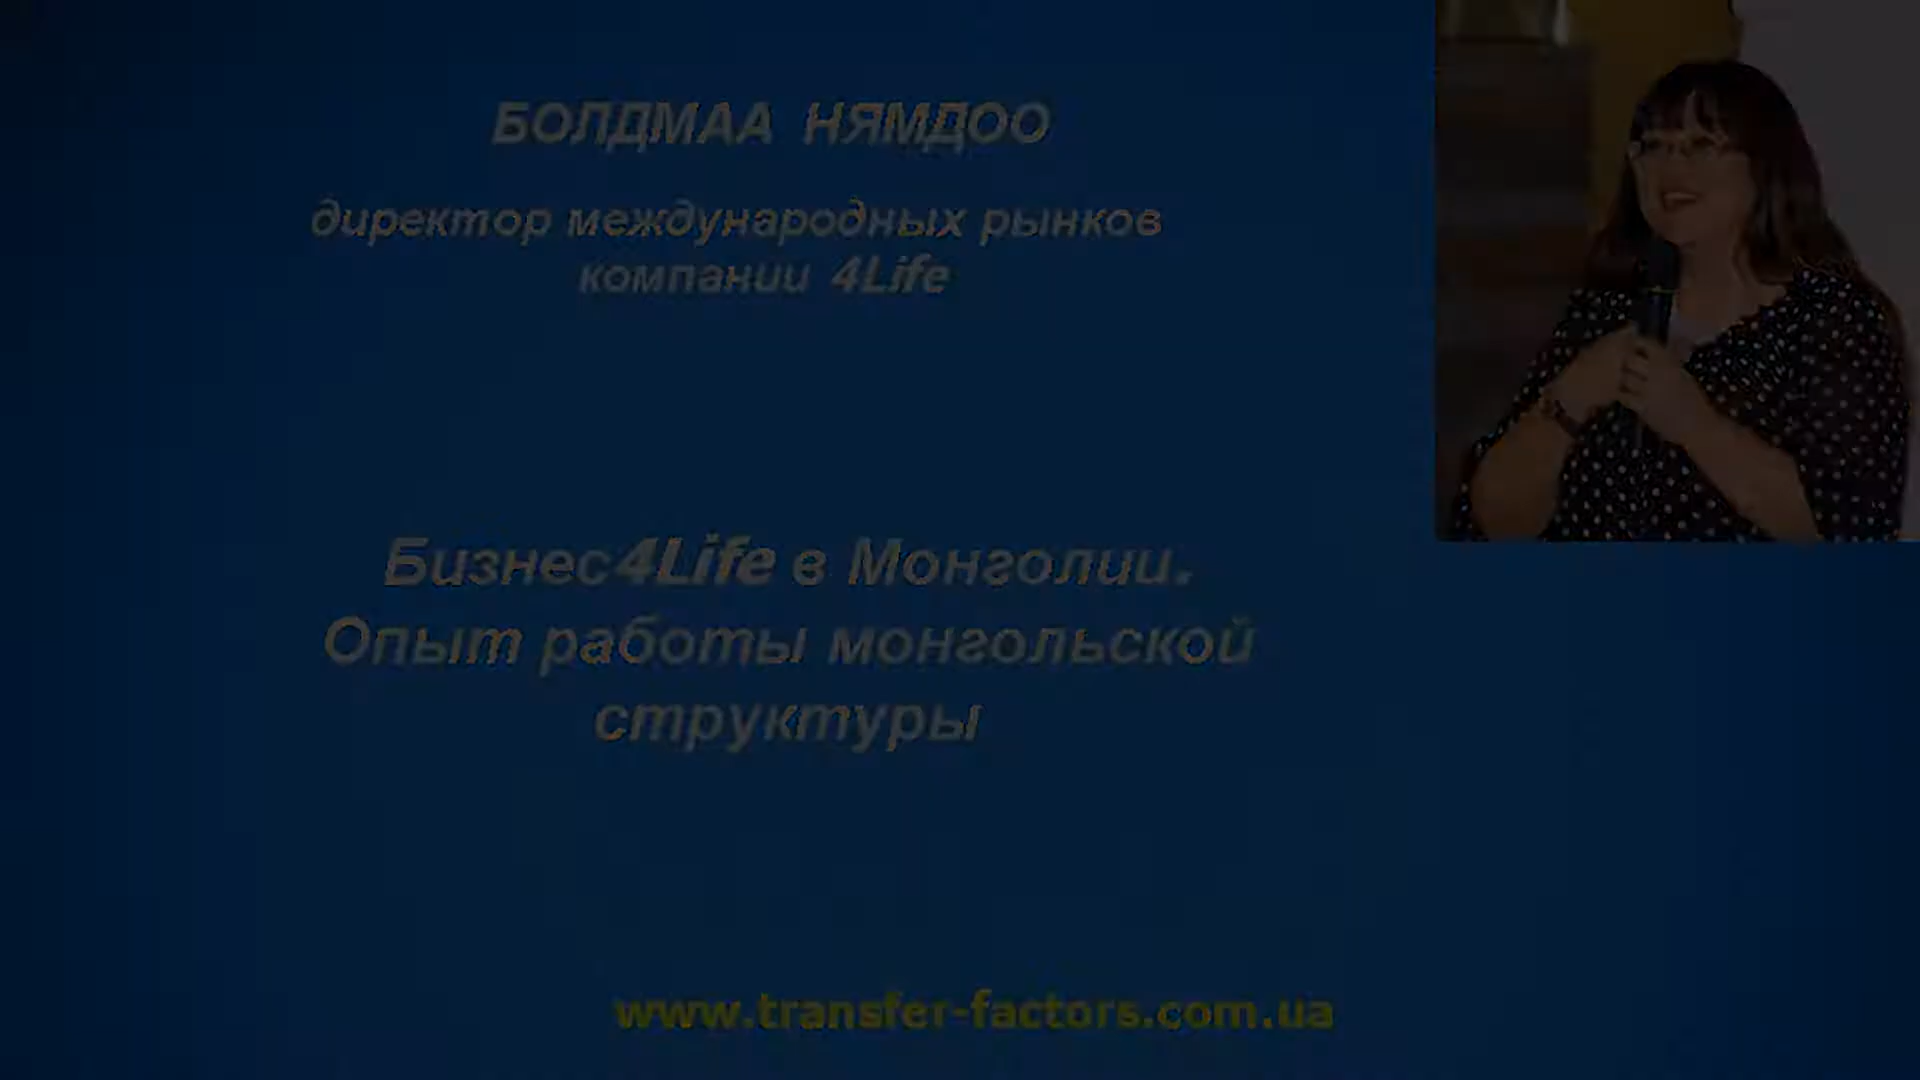 БОЛДМАА НЯМДОО
директор международных рынков
компании 4Life
Бизнес4Life в Монголии.
Опыт работы монгольской
структуры
www.transfer-factors.com.ua